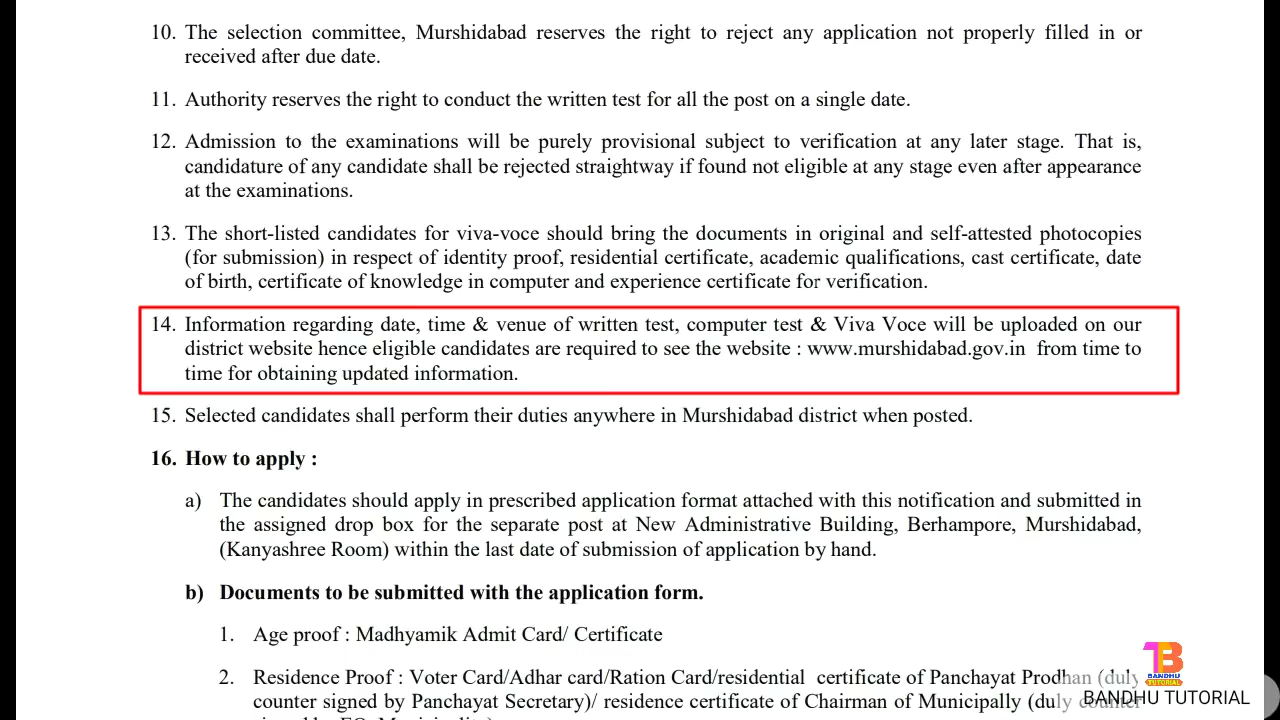 10. The selection committee, Murshidabad reserves the right to reject any application not properly filled in or
received after due date.
11. Authority reserves the right to conduct the written test for all the post on a single date.
12. Admission to the examinations will be purely provisional subject to verification at any later stage. That is,
candidature of any candidate shall be rejected straightway if found not eligible at any stage even after appearance
at the examinations.
13. The short-listed candidates for viva-voce should bring the documents in original and self-attested photocopies
(for submission) in respect of identity proof, residential certificate, academic qualifications, cast certificate, date
of birth, certificate of knowledge in computer and experience certificate for verification.
14. Information regarding date, time & venue of written test, computer test & Viva Voce will be uploaded on our
district website hence eligible candidates are required to see the website : www.murshidabad.gov.in from time to
time for obtaining updated information.
15. Selected candidates shall perform their duties anywhere in Murshidabad district when posted.
16. How to apply :
a) The candidates should apply in prescribed application format attached with this notification and submitted in
the assigned drop box for the separate post at New Administrative Building, Berhampore, Murshidabad,
(Kanyashree Room) within the last date of submission of application by hand.
b) Documents to be submitted with the application form.
1. Age proof : Madhyamik Admit Card/ Certificate
2. Residence Proof : Voter Card/Adhar card/Ration Card/residential certificate of Panchayat Prodhan (duly
counter signed by Panchayat Secretary)/ residence certificate of Chairman of Municipally (duly counter
TB
BANDHU
TUTORIAL
BANDHU TUTORIAL